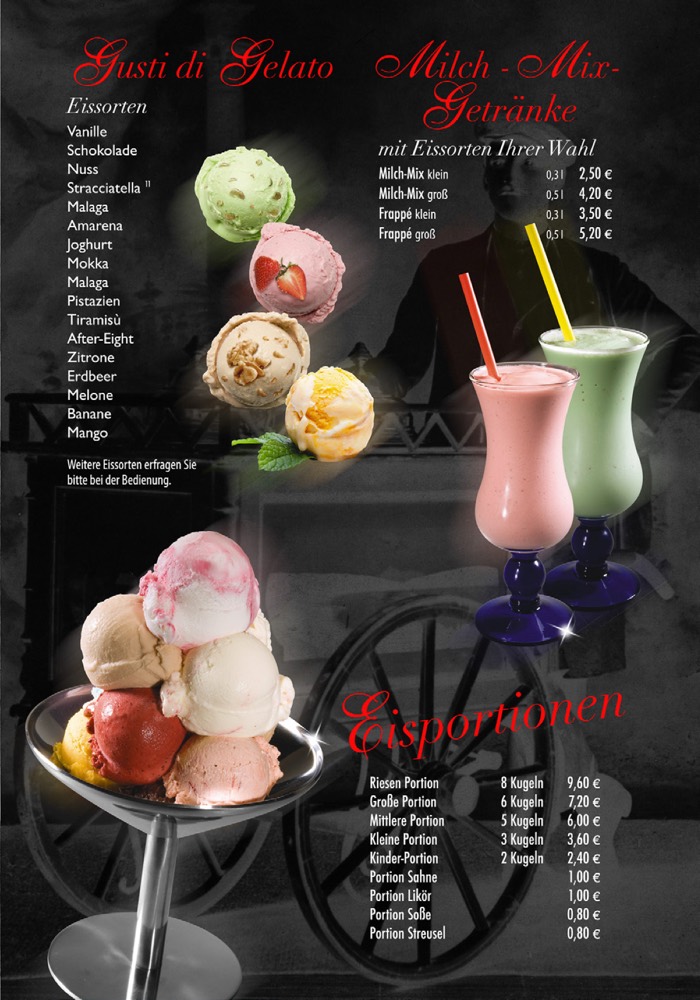 Gusti di Gelato
Eissorten
Vanille
Schokolade
Nuss
Stracciatella 11
Malaga
Amarena
Joghurt
Mokka
Malaga
Pistazien
Tiramisù
After-Eight
Zitrone
Erdbeer
Melone
Banane
Mango
Weitere Eissorten erfragen Sie
bitte bei der Bedienung.
Milch - Mix-
Getränke
mit Eissorten Ihrer Wahl
Milch-Mix klein 0,3 l 2,50 €
Milch-Mix groß 0,5 l 4,20 €
Frappé klein 0,3 l 3,50 €
Frappé groß 0,5 l 5,20 €
Eisportionen
Riesen Portion 8 Kugeln 9,60 €
Große Portion 6 Kugeln 7,20 €
Mittlere Portion 5 Kugeln 6,00 €
Kleine Portion 3 Kugeln 3,60 €
Kinder-Portion 2 Kugeln 2,40 €
Portion Sahne 1,00 €
Portion Likör 1,00 €
Portion Soße 0,80 €
Portion Streusel 0,80 €